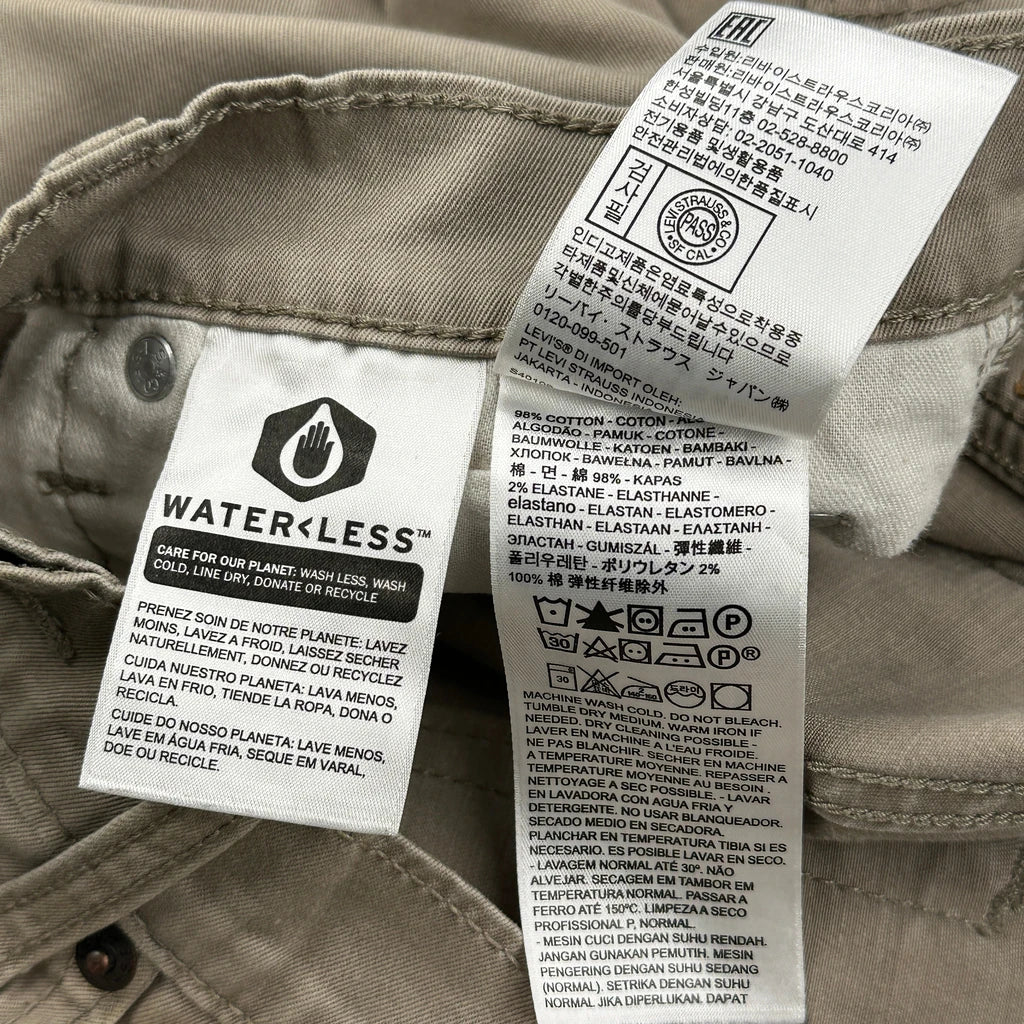 WATER<LESS™
CARE FOR OUR PLANET: WASH LESS, WASH
COLD, LINE DRY, DONATE OR RECYCLE
PRENEZ SOIN DE NOTRE PLANETE: LAVEZ
MOINS, LAVEZ A FROID, LAISSEZ SECHER
NATURELLEMENT, DONNEZ OU RECYCLEZ
CUIDA NUESTRO PLANETA: LAVA MENOS,
LAVA EN FRIO, TIENDE LA ROPA, DONA O
RECICLA.
CUIDE DO NOSSO PLANETA: LAVE MENOS,
LAVE EM ÁGUA FRIA, SEQUE EM VARAL,
DOE OU RECICLE.
EAC
수입원:리바이스트라우스코리아㈜
판매원:리바이스트라우스코리아㈜
서울특별시 강남구 도산대로 414
한성빌딩11층 02-528-8800
소비자상담: 02-2051-1040
전기용품 및생활용품
안전관리법에의한품질표시
검사필
LEVI STRAUSS & CO
PASS
SF CAL
인디고제품은염료특성으로착용중
타제품및신체에묻어날수있으므로
각별한주의를당부드립니다
リーバイ・ストラウス ジャパン㈱
0120-099-501
LEVI'S® DI IMPORT OLEH:
PT LEVI STRAUSS INDONESIA
JAKARTA - INDONESIA
98% COTTON - COTON -
ALGODÃO - PAMUK - COTONE -
BAUMWOLLE - KATOEN - BAMBAKI -
ХЛОПОК - BAWEŁNA - PAMUT - BAVLNA -
棉 - 면 - 綿 98% - KAPAS
2% ELASTANE - ELASTHANNE -
elastano - ELASTAN - ELASTOMERO -
ELASTHAN - ELASTAAN - ΕΛΑΣΤΑΝΗ -
ЭЛАСТАН - GUMISZÁL - 彈性纖維 -
폴리우레탄 - ポリウレタン 2%
100% 棉 弹性纤维除外
P
30 P®
30 140-160 드라이
MACHINE WASH COLD. DO NOT BLEACH.
TUMBLE DRY MEDIUM. WARM IRON IF
NEEDED. DRY CLEANING POSSIBLE -
LAVER EN MACHINE A L'EAU FROIDE.
NE PAS BLANCHIR. SECHER EN MACHINE
A TEMPERATURE MOYENNE. REPASSER A
TEMPERATURE MOYENNE AU BESOIN.
NETTOYAGE A SEC POSSIBLE. - LAVAR
EN LAVADORA CON AGUA FRIA Y
DETERGENTE. NO USAR BLANQUEADOR.
SECADO MEDIO EN SECADORA.
PLANCHAR EN TEMPERATURA TIBIA SI ES
NECESARIO. ES POSIBLE LAVAR EN SECO.
- LAVAGEM NORMAL ATÉ 30º. NÃO
ALVEJAR. SECAGEM EM TAMBOR EM
TEMPERATURA NORMAL. PASSAR A
FERRO ATÉ 150ºC. LIMPEZA A SECO
PROFISSIONAL P, NORMAL.
- MESIN CUCI DENGAN SUHU RENDAH.
JANGAN GUNAKAN PEMUTIH. MESIN
PENGERING DENGAN SUHU SEDANG
(NORMAL). SETRIKA DENGAN SUHU
NORMAL JIKA DIPERLUKAN. DAPAT